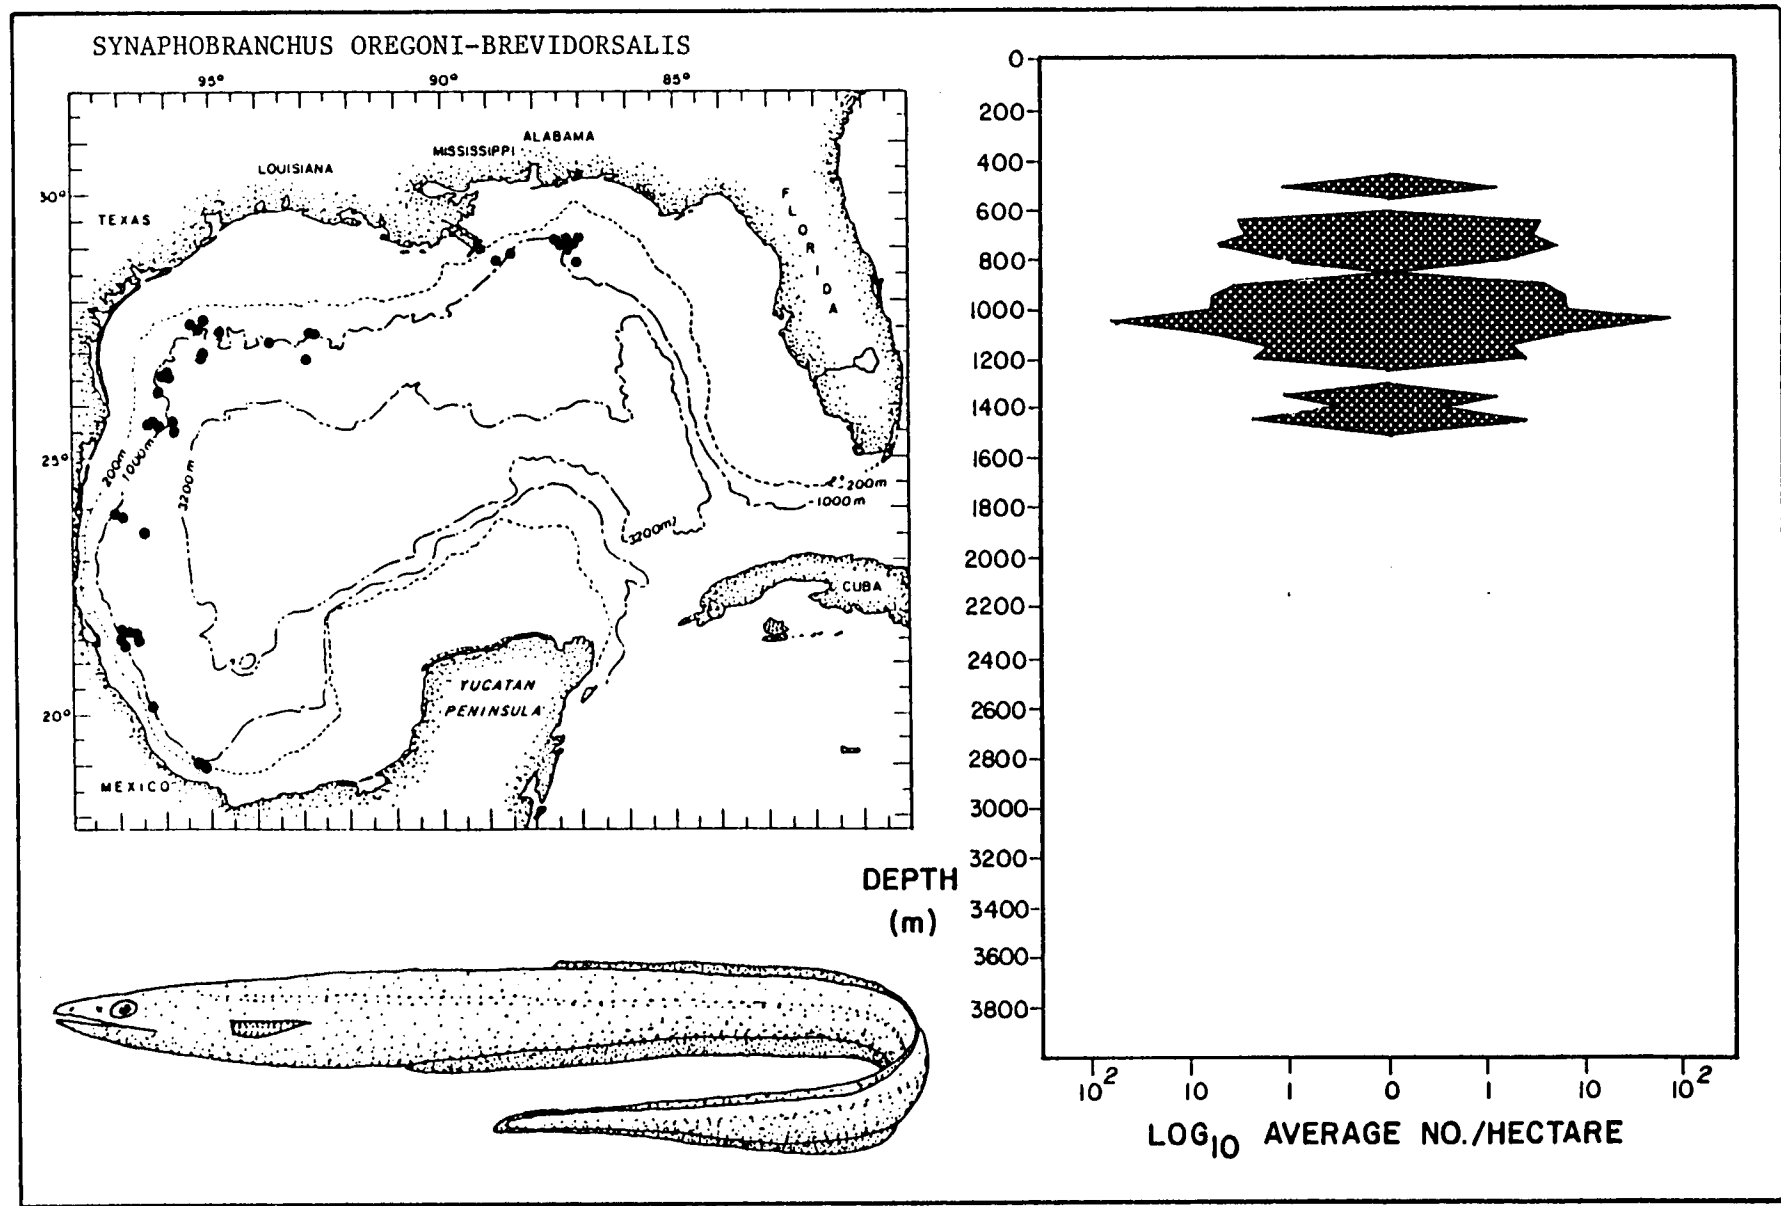 SYNAPHOBRANCHUS OREGONI-BREVIDORSALIS
95° 90° 85°
ALABAMA
MISSISSIPPI
LOUISIANA
30°
TEXAS
FLORIDA
25°
200m
1000m
3200m
200m
1000m
3200m
CUBA
YUCATAN
PENINSULA
20°
MEXICO
0
200
400
600
800
1000
1200
1400
1600
1800
2000
2200
2400
2600
2800
3000
3200
3400
3600
3800
DEPTH
(m)
10² 10 1 0 1 10 10²
LOG₁₀ AVERAGE NO./HECTARE